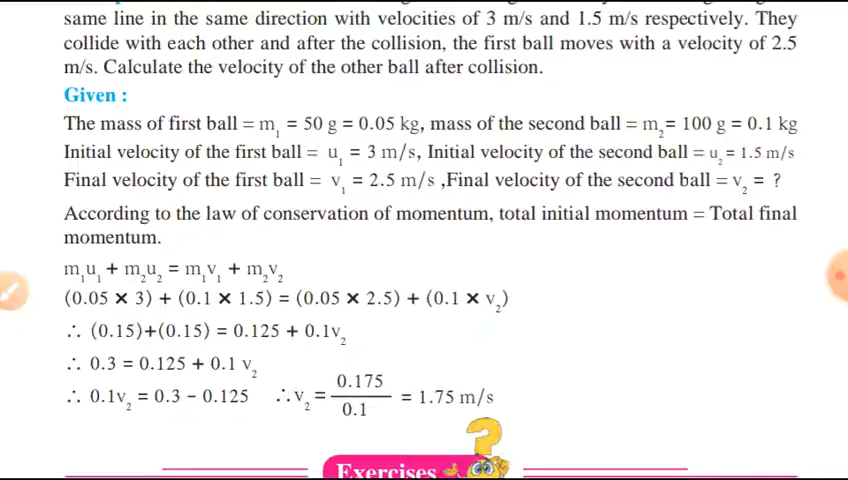 same line in the same direction with velocities of 3 m/s and 1.5 m/s respectively. They
collide with each other and after the collision, the first ball moves with a velocity of 2.5
m/s. Calculate the velocity of the other ball after collision.
Given :
The mass of first ball = m₁ = 50 g = 0.05 kg, mass of the second ball = m₂= 100 g = 0.1 kg
Initial velocity of the first ball = u₁ = 3 m/s, Initial velocity of the second ball = u₂ = 1.5 m/s
Final velocity of the first ball = v₁ = 2.5 m/s ,Final velocity of the second ball = v₂ = ?
According to the law of conservation of momentum, total initial momentum = Total final
momentum.
m₁u₁ + m₂u₂ = m₁v₁ + m₂v₂
(0.05 × 3) + (0.1 × 1.5) = (0.05 × 2.5) + (0.1 × v₂)
∴ (0.15)+(0.15) = 0.125 + 0.1v₂
∴ 0.3 = 0.125 + 0.1 v₂
∴ 0.1v₂ = 0.3 − 0.125 ∴v₂ = 0.175/0.1 = 1.75 m/s
Exercises